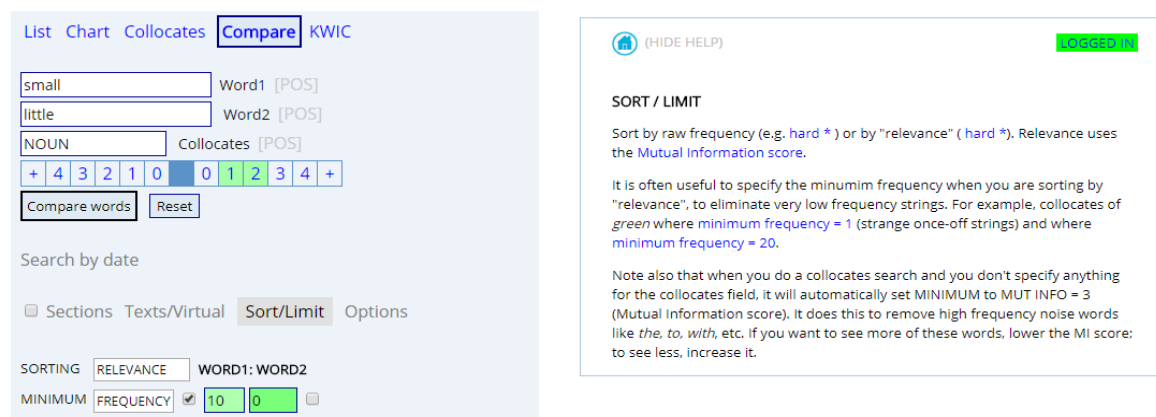 List Chart Collocates Compare KWIC
small Word1 [POS]
little Word2 [POS]
NOUN Collocates [POS]
+ 4 3 2 1 0 0 1 2 3 4 +
Compare words Reset
Search by date
Sections Texts/Virtual Sort/Limit Options
SORTING RELEVANCE WORD1: WORD2
MINIMUM FREQUENCY 10 0
(HIDE HELP) LOGGED IN
SORT / LIMIT
Sort by raw frequency (e.g. hard * ) or by "relevance" ( hard *). Relevance uses
the Mutual Information score.
It is often useful to specify the minumim frequency when you are sorting by
"relevance", to eliminate very low frequency strings. For example, collocates of
green where minimum frequency = 1 (strange once-off strings) and where
minimum frequency = 20.
Note also that when you do a collocates search and you don't specify anything
for the collocates field, it will automatically set MINIMUM to MUT INFO = 3
(Mutual Information score). It does this to remove high frequency noise words
like the, to, with, etc. If you want to see more of these words, lower the MI score;
to see less, increase it.